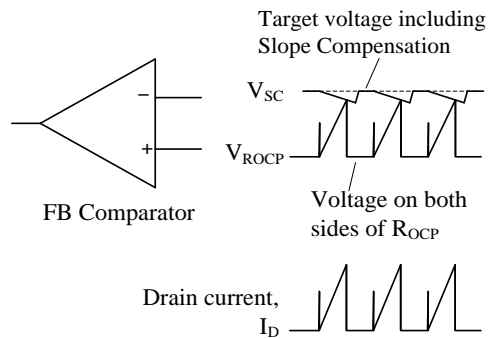 Target voltage including
Slope Compensation
V_SC
−
+
V_ROCP
FB Comparator
Voltage on both
sides of R_OCP
Drain current,
I_D